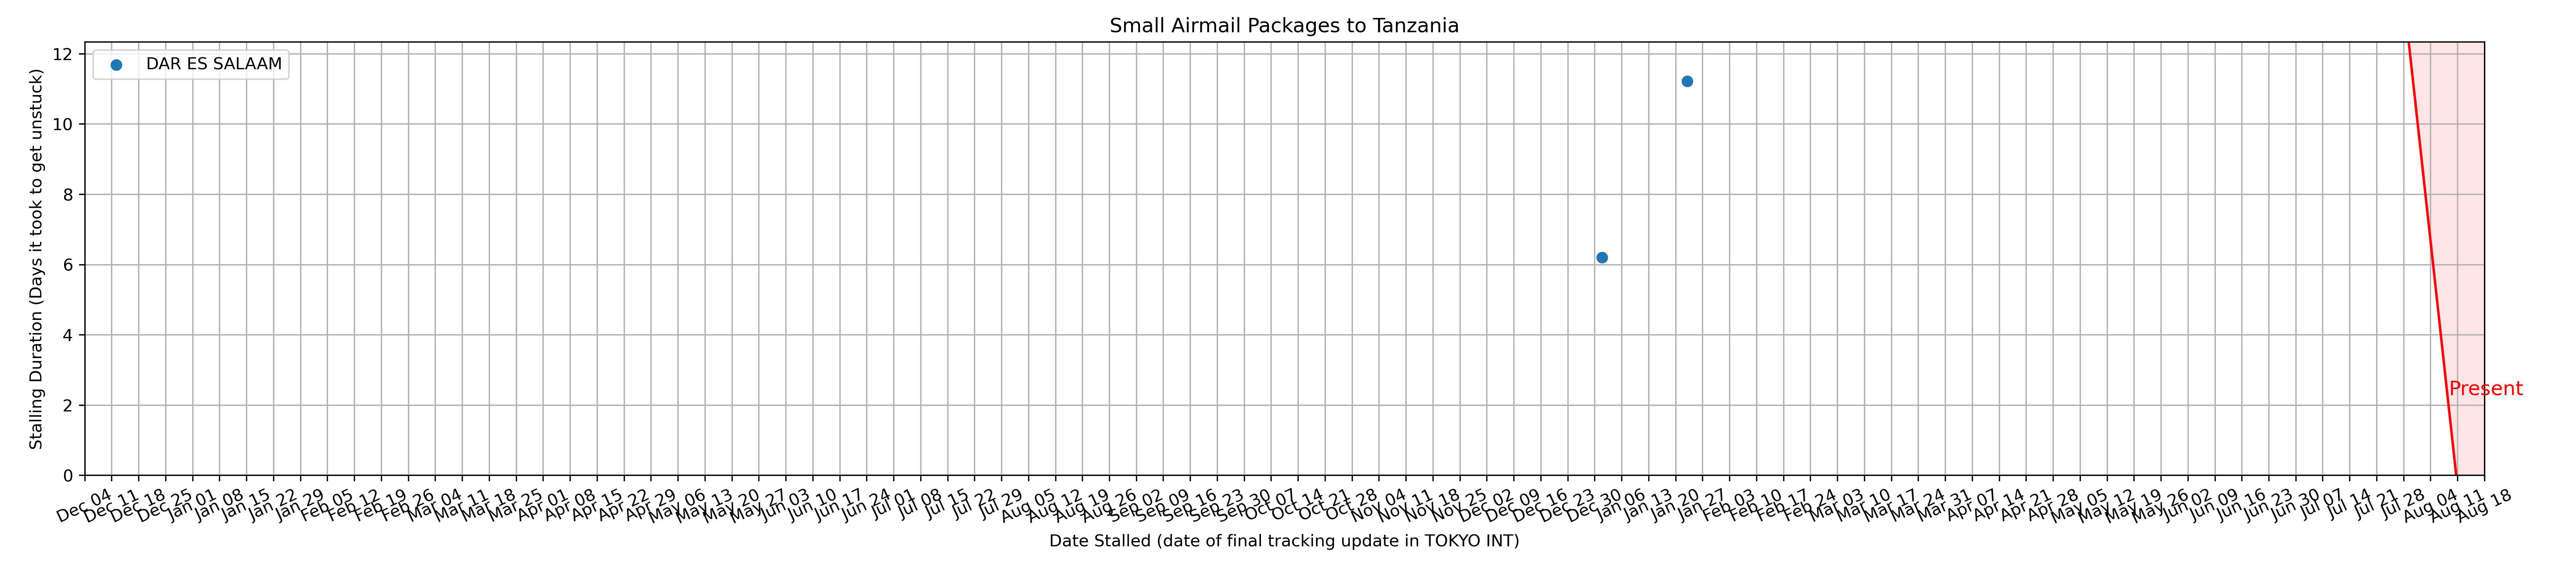 Small Airmail Packages to Tanzania
DAR ES SALAAM
Stalling Duration (Days it took to get unstuck)
12
10
8
6
4
2
0
Present
Dec 04 Dec 11 Dec 18 Dec 25 Jan 01 Jan 08 Jan 15 Jan 22 Jan 29 Feb 05 Feb 12 Feb 19 Feb 26 Mar 04 Mar 11 Mar 18 Mar 25 Apr 01 Apr 08 Apr 15 Apr 22 Apr 29 May 06 May 13 May 20 May 27 Jun 03 Jun 10 Jun 17 Jun 24 Jul 01 Jul 08 Jul 15 Jul 22 Jul 29 Aug 05 Aug 12 Aug 19 Aug 26 Sep 02 Sep 09 Sep 16 Sep 23 Sep 30 Oct 07 Oct 14 Oct 21 Oct 28 Nov 04 Nov 11 Nov 18 Nov 25 Dec 02 Dec 09 Dec 16 Dec 23 Dec 30 Jan 06 Jan 13 Jan 20 Jan 27 Feb 03 Feb 10 Feb 17 Feb 24 Mar 03 Mar 10 Mar 17 Mar 24 Mar 31 Apr 07 Apr 14 Apr 21 Apr 28 May 05 May 12 May 19 May 26 Jun 02 Jun 09 Jun 16 Jun 23 Jun 30 Jul 07 Jul 14 Jul 21 Jul 28 Aug 04 Aug 11 Aug 18
Date Stalled (date of final tracking update in TOKYO INT)